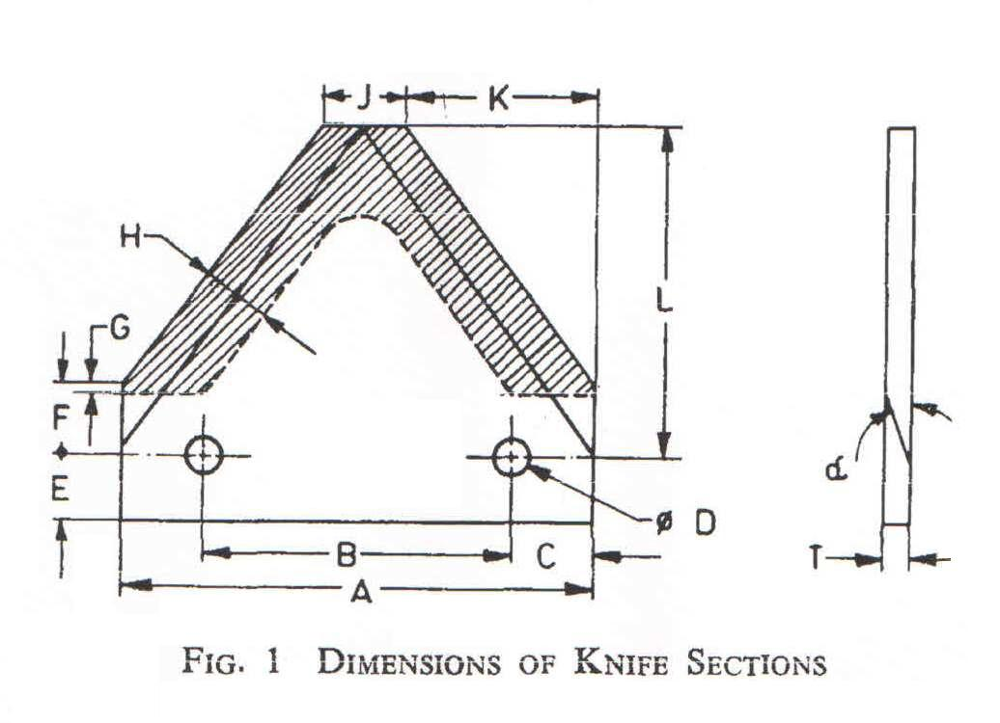 J K
H
L
G
F
α
E
ø D
B C T
A
FIG. 1 DIMENSIONS OF KNIFE SECTIONS